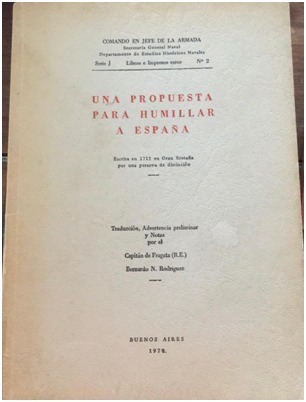 COMANDO EN JEFE DE LA ARMADA
Secretaría General Naval
Departamento de Estudios Históricos Navales
Serie J Libros e Impresos raros Nº 2
UNA PROPUESTA
PARA HUMILLAR
A ESPAÑA
Escrita en 1711 en Gran Bretaña
por una persona de distinción
Traducción, Advertencia preliminar
y Notas
por el
Capitán de Fragata (R.E.)
Bernardo N. Rodríguez
BUENOS AIRES
1970